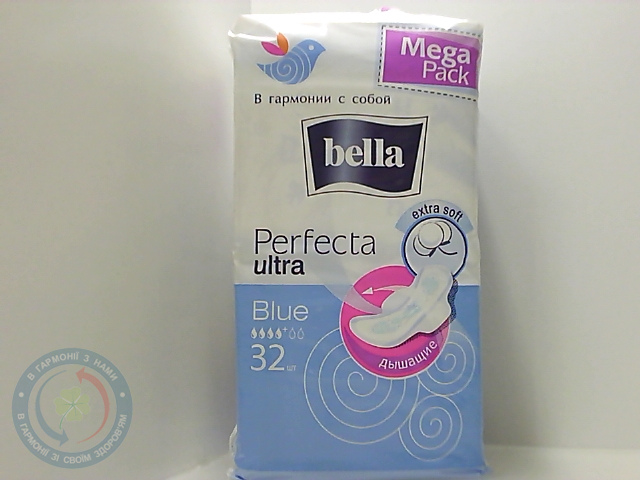 Mega
Pack
В гармонии с собой
bella
extra soft
Perfecta
ultra
Blue
32 шт
дышащие
В ГАРМОНІЇ З НАМИ
В ГАРМОНІЇ ЗІ СВОЇМ ЗДОРОВ'ЯМ